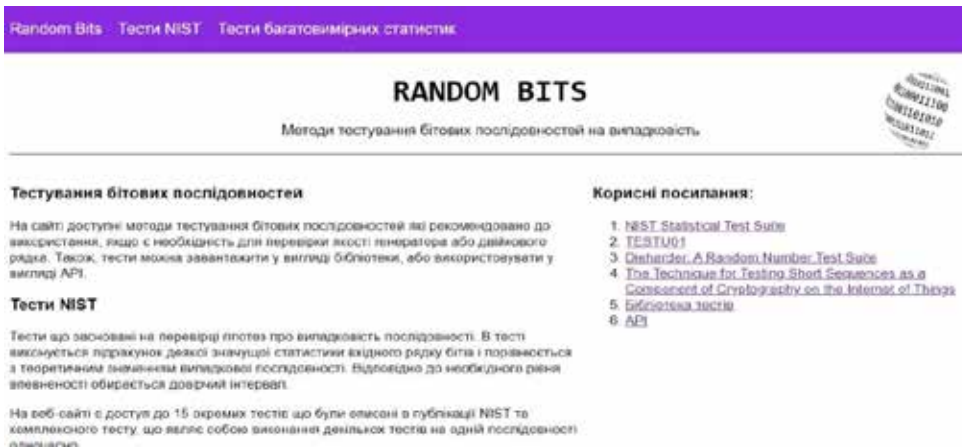 Random Bits Тести NIST Тести багатовимірних статистик
RANDOM BITS
Методи тестування бітових послідовностей на випадковість
Тестування бітових послідовностей
На сайті доступні методи тестування бітових послідовностей які рекомендовано до
використання, якщо є необхідність для перевірки якості генератора або двійкового
рядка. Також, тести можна завантажити у вигляді бібліотеки, або використовувати у
вигляді API.
Тести NIST
Тести що засновані на перевірці гіпотез про випадковість послідовності. В тесті
виконується підрахунок деякої значущої статистики вхідного рядку бітів і порівнюється
з теоретичним значенням випадкової послідовності. Відповідно до необхідного рівня
впевненості обирається довірчий інтервал.
На веб-сайті є доступ до 15 окремих тестів що були описані в публікації NIST та
комплексного тесту, що являє собою виконання декількох тестів на одній послідовності
одночасно.
Корисні посилання:
1. NIST Statistical Test Suite
2. TESTU01
3. Dieharder: A Random Number Test Suite
4. The Technique for Testing Short Sequences as a
Component of Cryptography on the Internet of Things
5. Бібліотека тестів
6. API